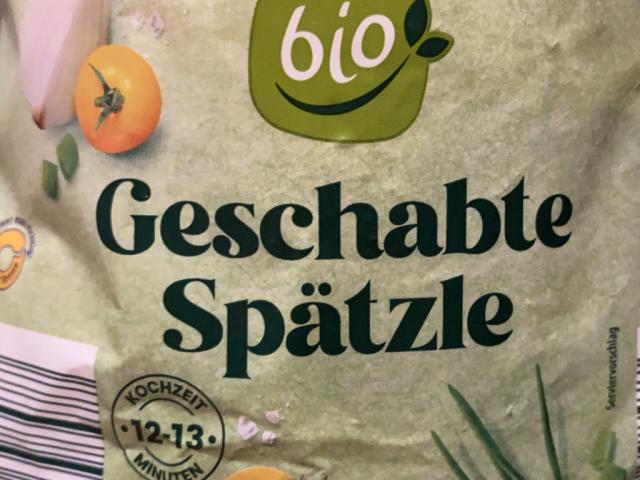 bio
Geschabte
Spätzle
KOCHZEIT
12-13
MINUTEN
Serviervorschlag